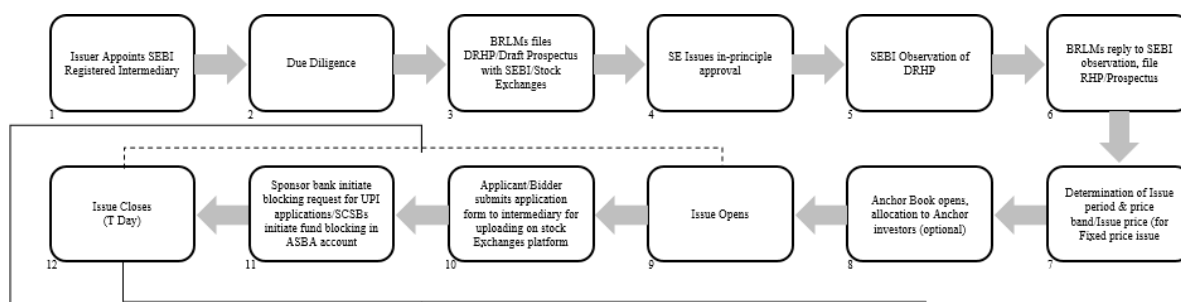 Issuer Appoints SEBI
Registered Intermediary
1
Due Diligence
2
BRLMs files
DRHP/Draft Prospectus
with SEBI/Stock
Exchanges
3
SE Issues in-principle
approval
4
SEBI Observation of
DRHP
5
BRLMs reply to SEBI
observation, file
RHP/Prospectus
6
Determination of Issue
period & price
band/Issue price (for
Fixed price issue
7
Anchor Book opens,
allocation to Anchor
investors (optional)
8
Issue Opens
9
Applicant/Bidder
submits application
form to intermediary for
uploading on stock
Exchanges platform
10
Sponsor bank initiate
blocking request for UPI
applications/SCSBs
initiate fund blocking in
ASBA account
11
Issue Closes
(T Day)
12